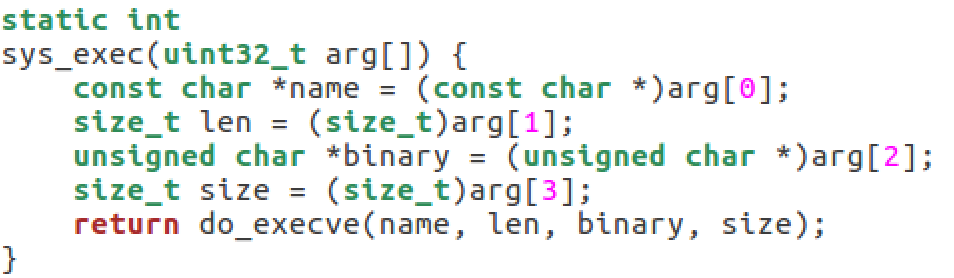 static int
sys_exec(uint32_t arg[]) {
    const char *name = (const char *)arg[0];
    size_t len = (size_t)arg[1];
    unsigned char *binary = (unsigned char *)arg[2];
    size_t size = (size_t)arg[3];
    return do_execve(name, len, binary, size);
}